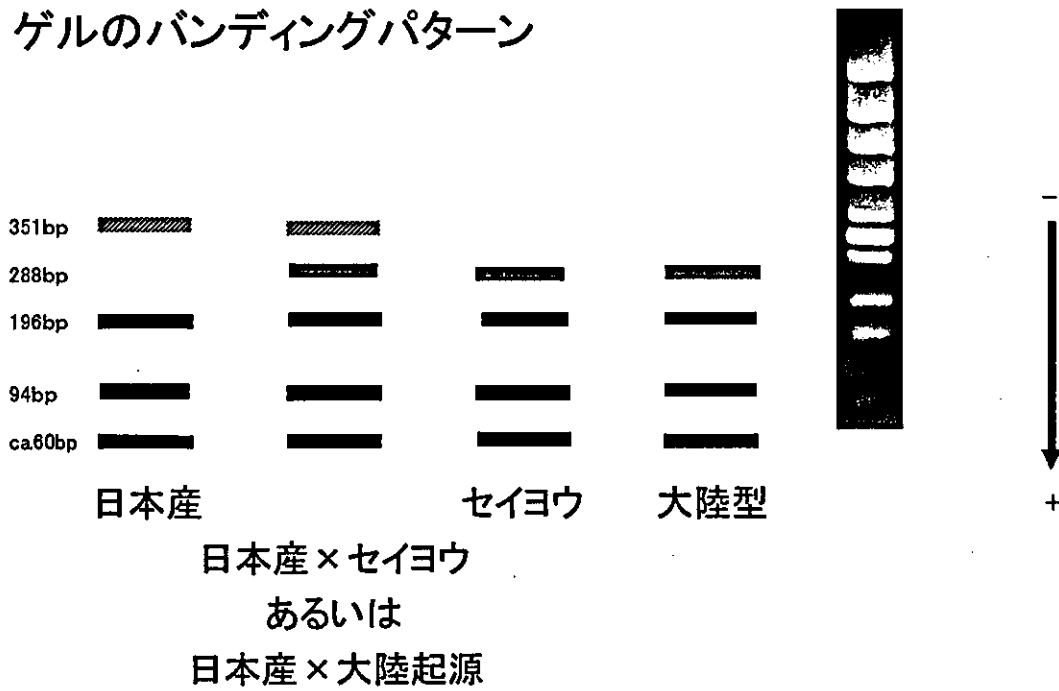 ゲルのバンディングパターン
351bp
288bp
196bp
94bp
ca60bp
日本産
セイヨウ
大陸型
日本産×セイヨウ
あるいは
日本産×大陸起源
−
+